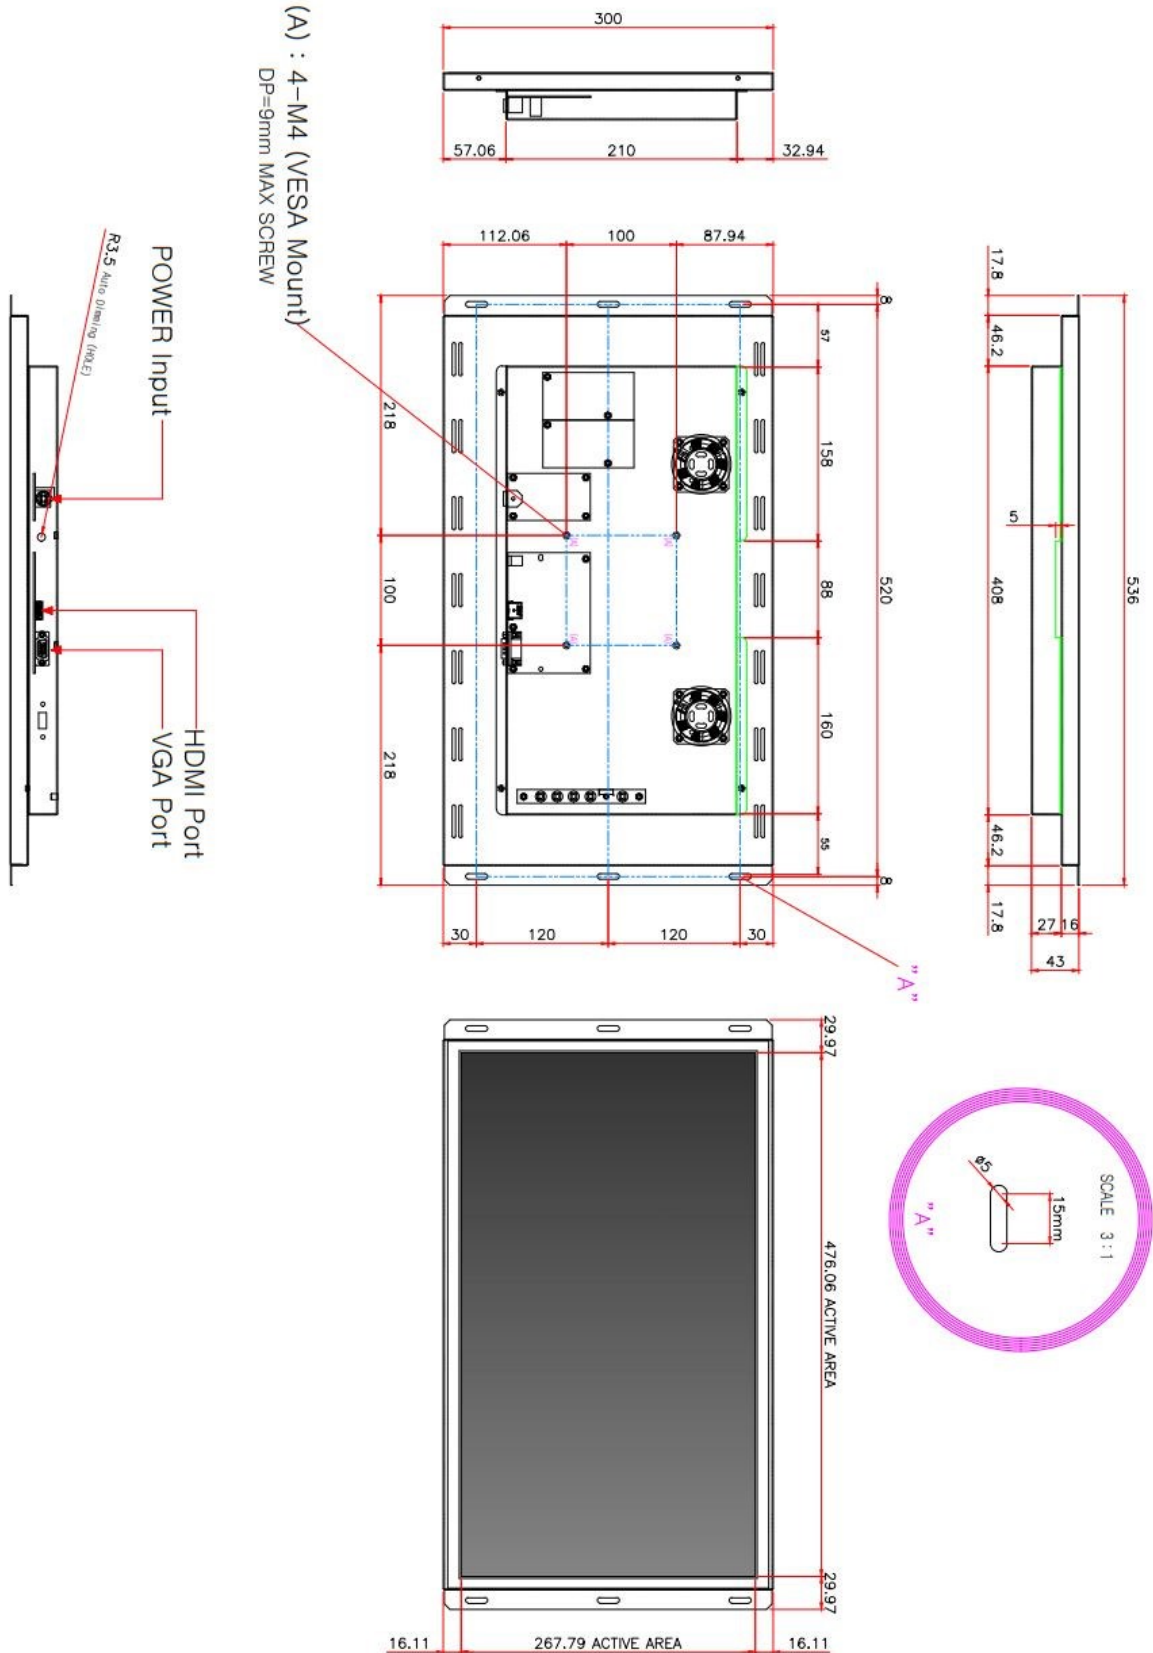 300
57.06
210
32.94
(A) : 4-M4 (VESA Mount)
DP=9mm MAX SCREW
112.06
100
87.94
17.8
46.2
408
5
536
46.2
17.8
27
16
43
8
57
158
88
520
160
55
8
218
100
218
(A)
(A)
(A)
(A)
30
120
120
30
"A"
R3.5 Auto Dimming (HOLE)
POWER Input
HDMI Port
VGA Port
29.97
476.06 ACTIVE AREA
29.97
16.11
267.79 ACTIVE AREA
16.11
SCALE 3:1
15mm
ø5
"A"